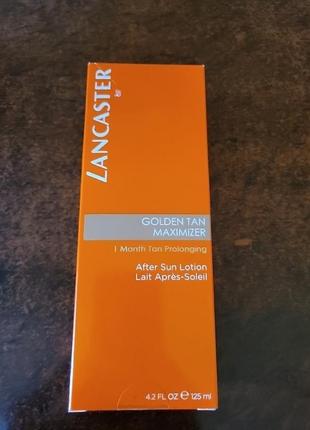 LANCASTER
GOLDEN TAN
MAXIMIZER
1 Month Tan Prolonging
After Sun Lotion
Lait Après-Soleil
4.2 FL OZ ℮ 125 ml